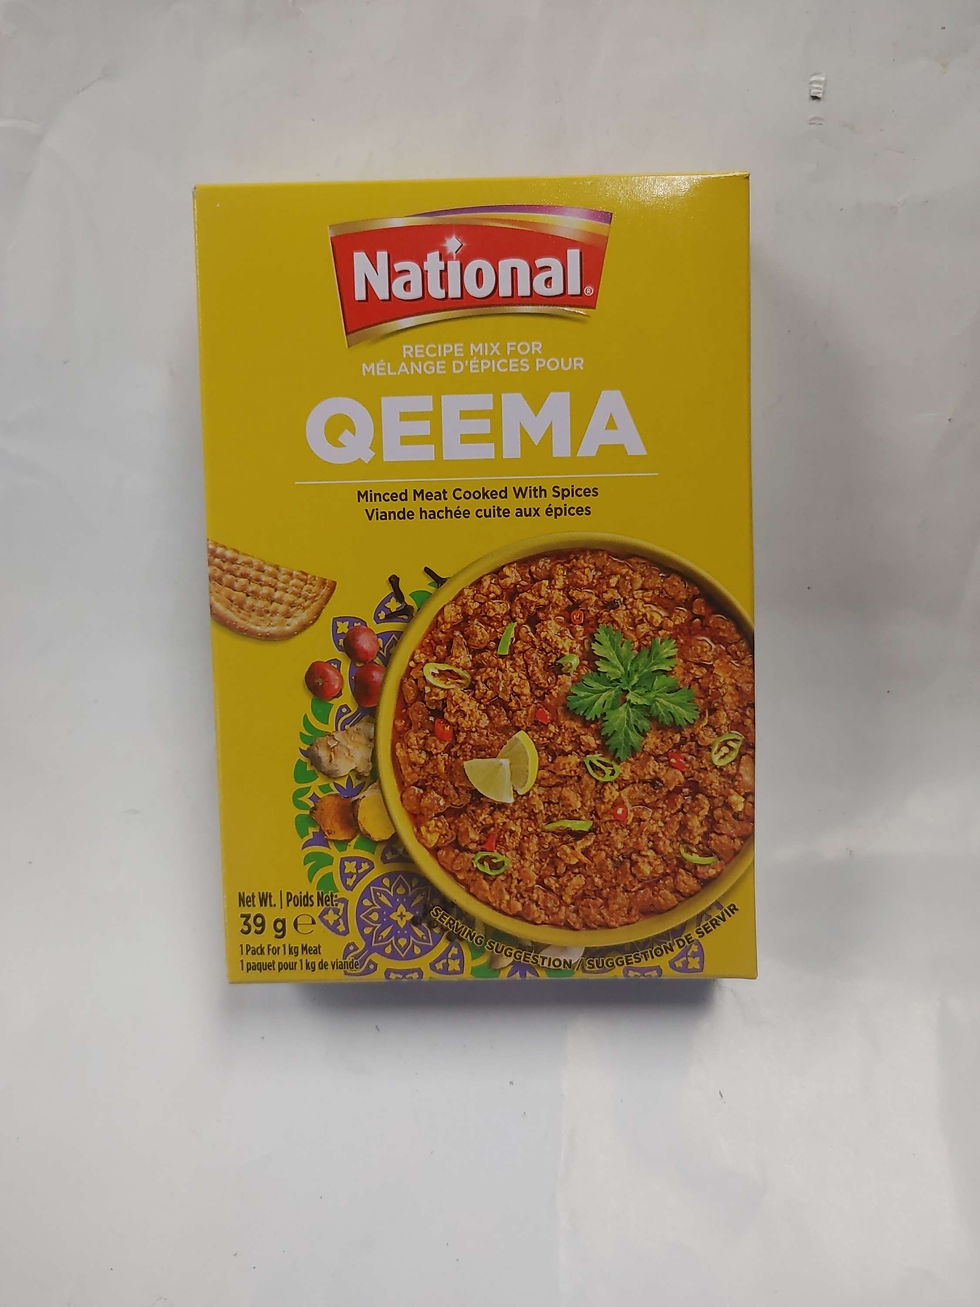 National®
RECIPE MIX FOR
MÉLANGE D'ÉPICES POUR
QEEMA
Minced Meat Cooked With Spices
Viande hachée cuite aux épices
Net Wt. | Poids Net:
39 g ℮
1 Pack For 1 kg Meat
1 paquet pour 1 kg de viande
SERVING SUGGESTION / SUGGESTION DE SERVIR